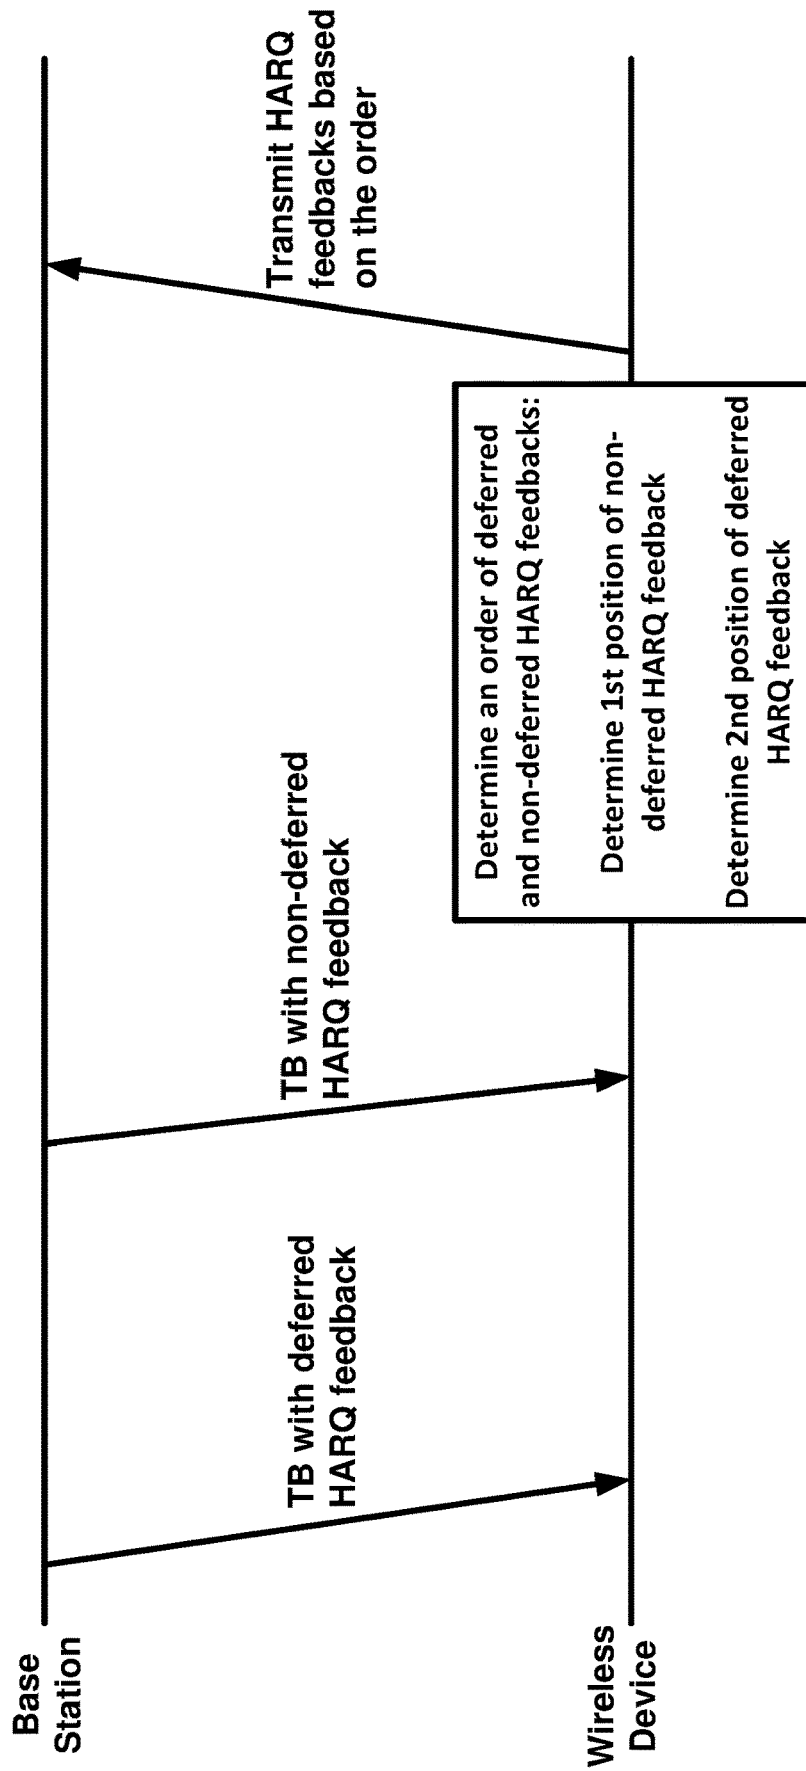 Base
Station
TB with deferred
HARQ feedback
TB with non-deferred
HARQ feedback
Transmit HARQ
feedbacks based
on the order
Determine an order of deferred
and non-deferred HARQ feedbacks:
Determine 1st position of non-
deferred HARQ feedback
Determine 2nd position of deferred
HARQ feedback
Wireless
Device